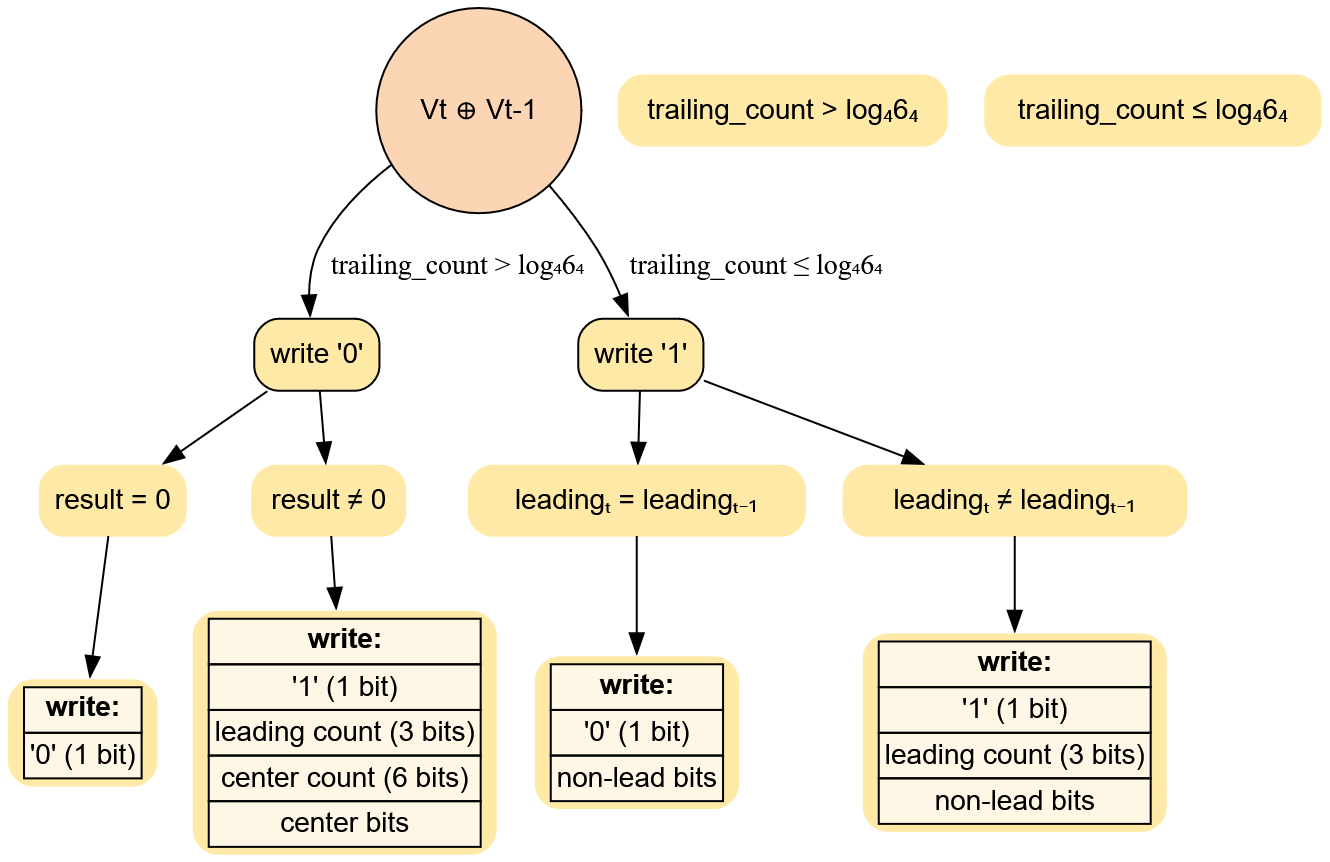 Vt ⊕ Vt-1
trailing_count > log₄6₄
trailing_count ≤ log₄6₄
trailing_count > log₄6₄
trailing_count ≤ log₄6₄
write '0'
write '1'
result = 0
result ≠ 0
leadingₜ = leadingₜ₋₁
leadingₜ ≠ leadingₜ₋₁
write:
'0' (1 bit)
write:
'1' (1 bit)
leading count (3 bits)
center count (6 bits)
center bits
write:
'0' (1 bit)
non-lead bits
write:
'1' (1 bit)
leading count (3 bits)
non-lead bits